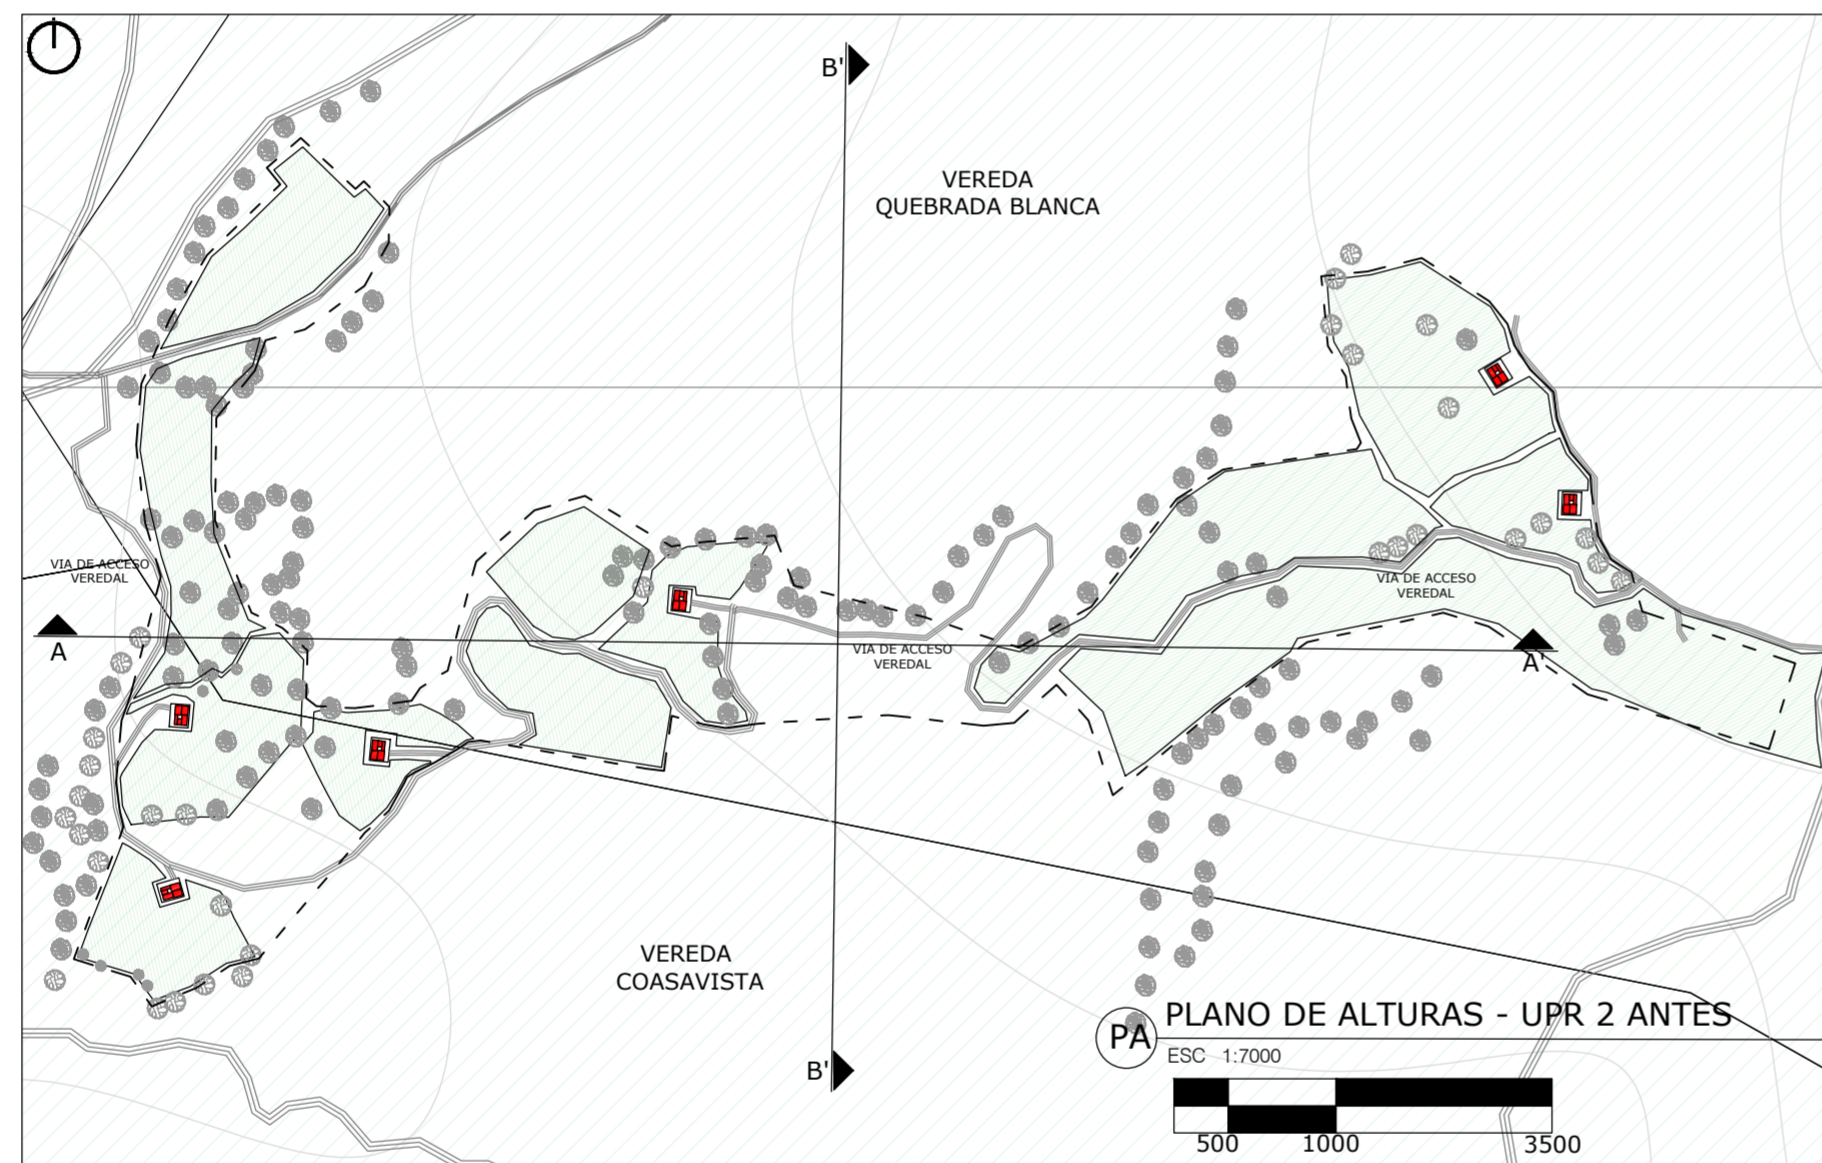 B'
VEREDA
QUEBRADA BLANCA
VIA DE ACCESO
VEREDAL
VIA DE ACCESO
VEREDAL
A
VIA DE ACCESO
VEREDAL
A'
VEREDA
COASAVISTA
B'
PA
PLANO DE ALTURAS - UPR 2 ANTES
ESC 1:7000
500 1000 3500